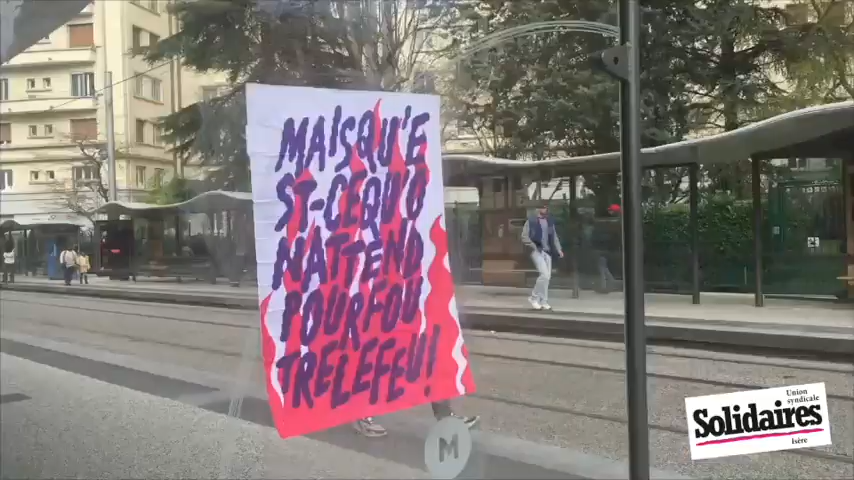 MAISQU'E
ST-CEQU'O
NATTEND
POURFOU
TRELEFEU!
M
Union
syndicale
Solidaires
Isère